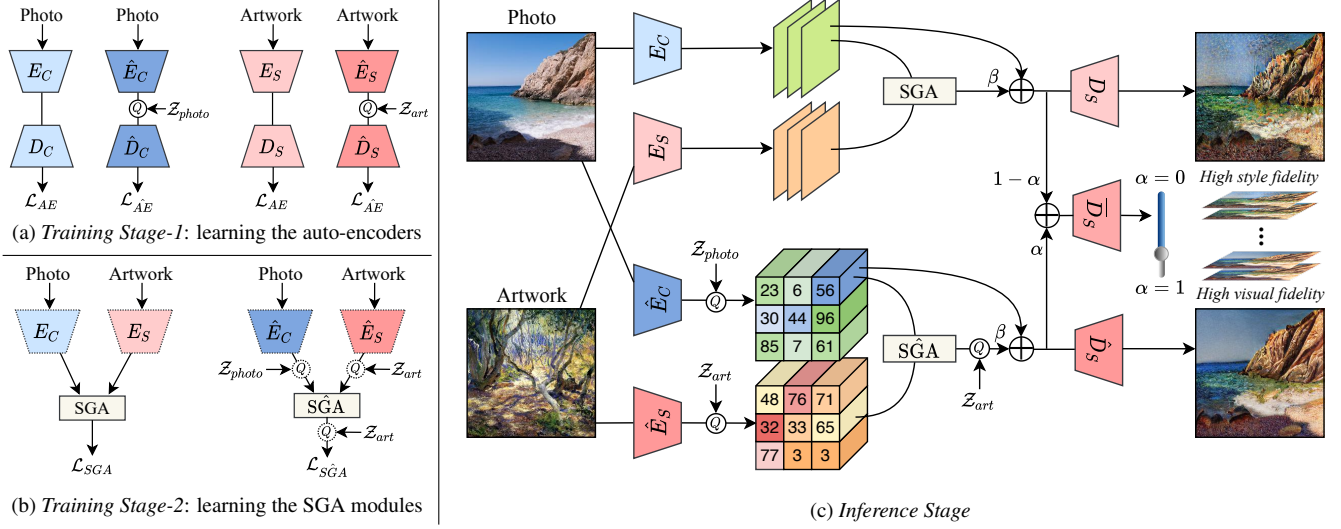 Photo Photo Artwork Artwork
E_C Ê_C E_S Ê_S
Q Z_photo Q Z_art
D_C D̂_C D_S D̂_S
L_AE L_ÂE L_AE L_ÂE
(a) Training Stage-1: learning the auto-encoders
Photo Artwork Photo Artwork
E_C E_S Ê_C Ê_S
Z_photo Q Q Z_art
SGA SĜA
Q Z_art
L_SGA L_SĜA
(b) Training Stage-2: learning the SGA modules
Photo
E_C
SGA
β
D_S
E_S
1 − α
α
D̅_S
α = 0
α = 1
High style fidelity
High visual fidelity
Artwork
Z_photo
Ê_C
Q
23 6 56
30 44 96
85 7 61
SĜA
Q
β
Z_art
D̂_S
Z_art
Ê_S
Q
48 76 71
32 33 65
77 3 3
(c) Inference Stage